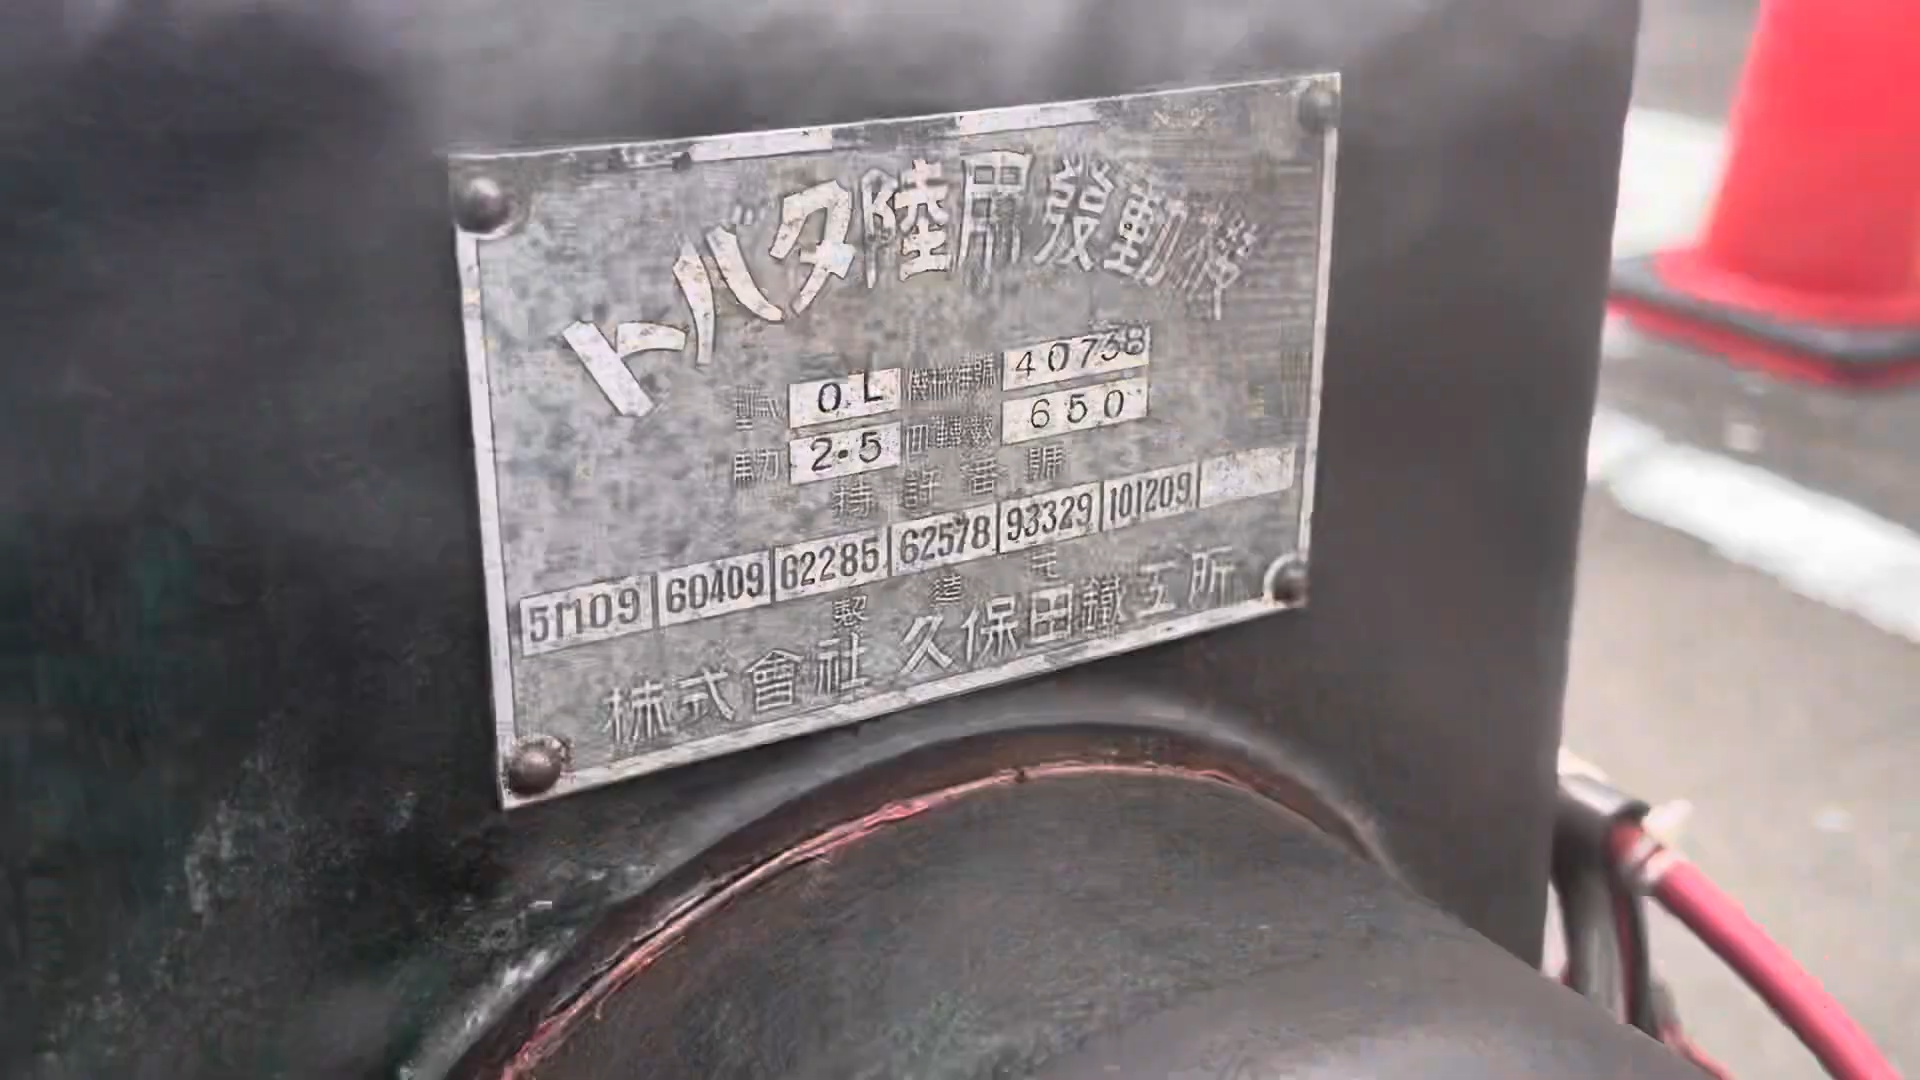 トバタ陸用發動機
型式 OL 機械番號 40738
馬力 2.5 回轉數 650
特許番號
51109 60409 62285 62578 93329 101209
製造元
株式會社 久保田鐵工所